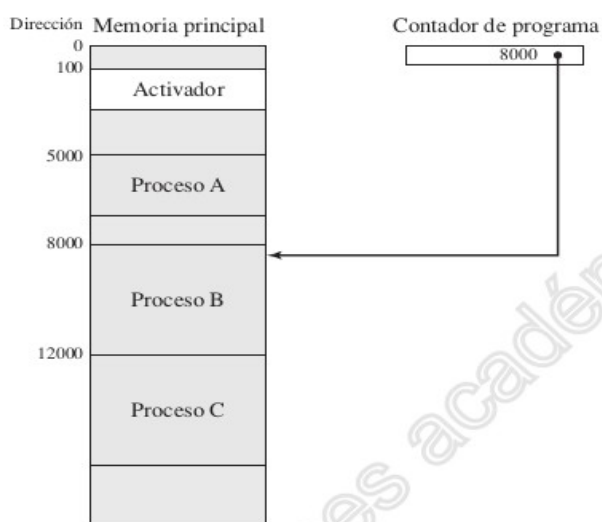 Dirección Memoria principal
Contador de programa
0
8000
100
Activador
5000
Proceso A
8000
Proceso B
12000
Proceso C